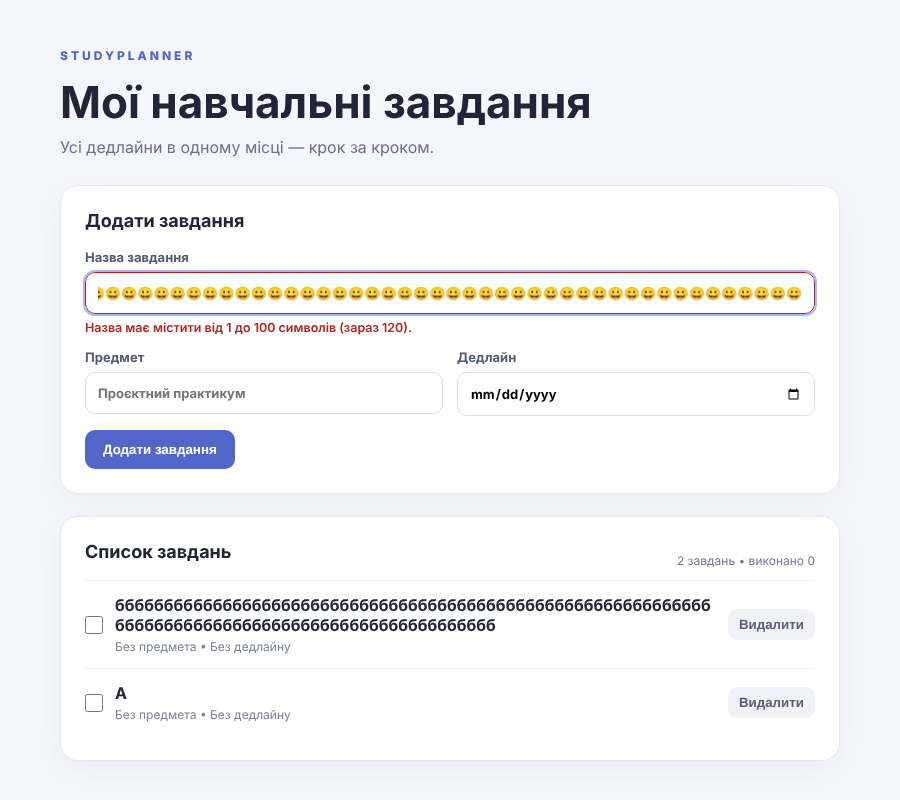 STUDYPLANNER
Мої навчальні завдання
Усі дедлайни в одному місці — крок за кроком.
Додати завдання
Назва завдання
Назва має містити від 1 до 100 символів (зараз 120).
Предмет
Дедлайн
Проєктний практикум
mm/dd/yyyy
Додати завдання
Список завдань
2 завдань • виконано 0
ббббббббббббббббббббббббббббббббббббббббббббббббббббббббббббб
ббббббббббббббббббббббббббббббббббббббб
Без предмета • Без дедлайну
Видалити
А
Без предмета • Без дедлайну
Видалити